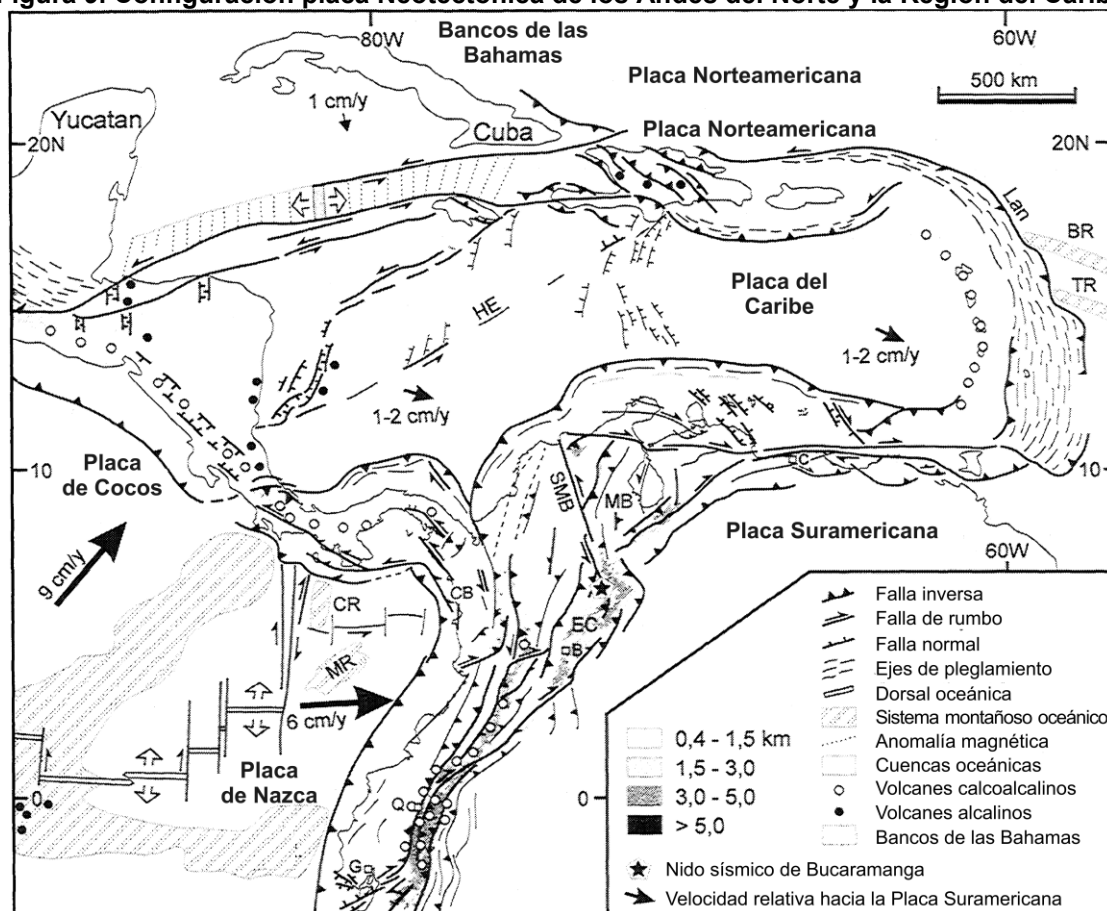 Figura 3. Configuración placa Neotectónica de los Andes del Norte y la Región del Carib
80W
Bancos de las
Bahamas
60W
Placa Norteamericana
500 km
1 cm/y
Yucatan
Cuba
Placa Norteamericana
20N
20N
Lan
BR
TR
Placa del
Caribe
HE
1-2 cm/y
1-2 cm/y
Placa
de Cocos
10
10
C
SMB
MB
Placa Suramericana
60W
9 cm/y
CB
CR
EC
B
MR
6 cm/y
Placa
de Nazca
0
0
Q
G
Falla inversa
Falla de rumbo
Falla normal
Ejes de plegamiento
Dorsal oceánica
Sistema montañoso oceánico
Anomalía magnética
Cuencas oceánicas
Volcanes calcoalcalinos
Volcanes alcalinos
Bancos de las Bahamas
0,4 - 1,5 km
1,5 - 3,0
3,0 - 5,0
> 5,0
Nido sísmico de Bucaramanga
Velocidad relativa hacia la Placa Suramericana